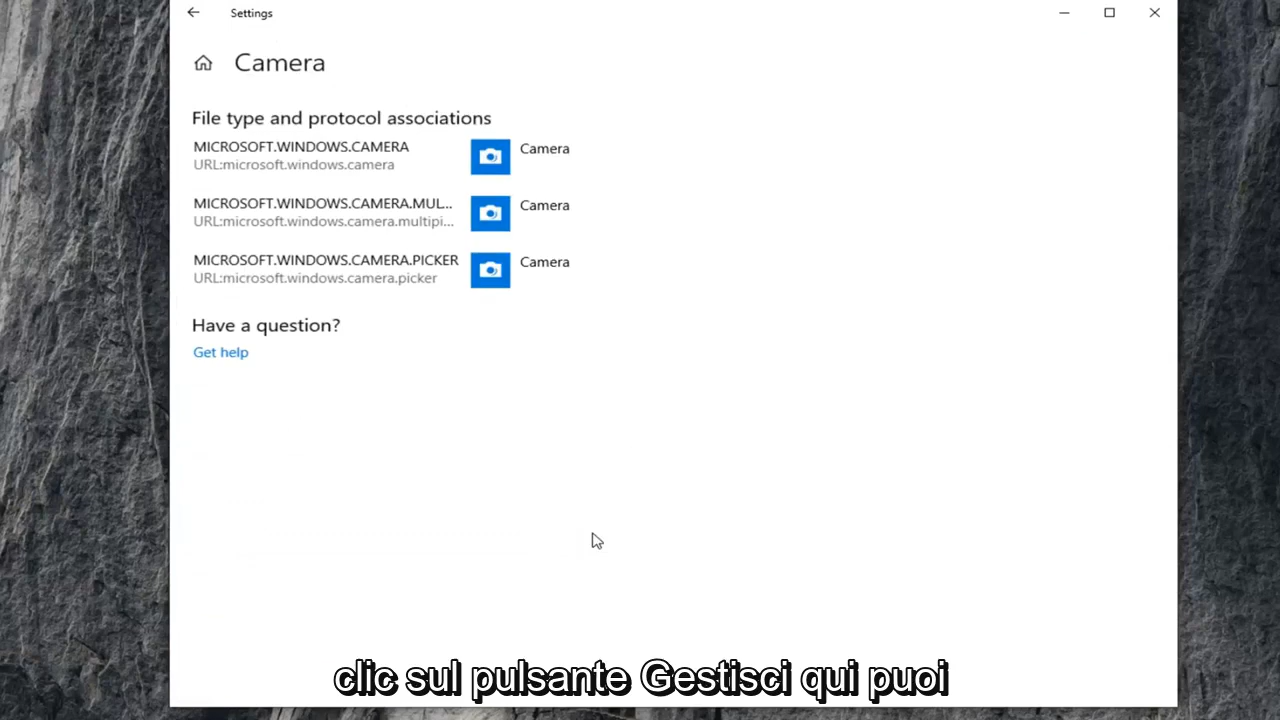 Settings
Camera
File type and protocol associations
MICROSOFT.WINDOWS.CAMERA
URL:microsoft.windows.camera
Camera
MICROSOFT.WINDOWS.CAMERA.MUL...
URL:microsoft.windows.camera.multipi...
Camera
MICROSOFT.WINDOWS.CAMERA.PICKER
URL:microsoft.windows.camera.picker
Camera
Have a question?
Get help
clic sul pulsante Gestisci qui puoi